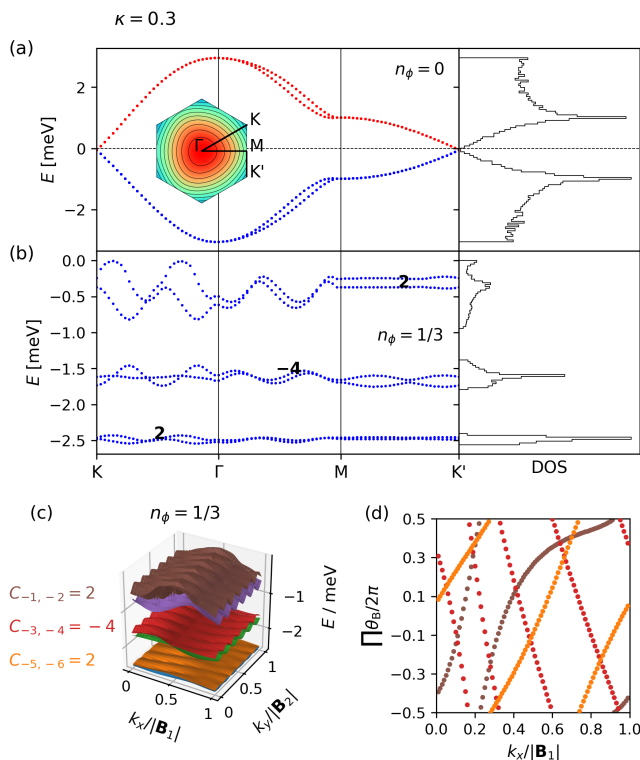 κ = 0.3
(a)
n_ϕ = 0
2
0
−2
E [meV]
K
Γ
M
K'
(b)
0.0
−0.5
−1.0
−1.5
−2.0
−2.5
E [meV]
2
n_ϕ = 1/3
−4
2
K
Γ
M
K'
DOS
(c)
n_ϕ = 1/3
C_{−1,−2} = 2
C_{−3,−4} = −4
C_{−5,−6} = 2
−1
−2
E / meV
0
0.5
1
k_x/|B_1|
0
0.5
1
k_y/|B_2|
(d)
0.5
0.3
0.1
−0.1
−0.3
−0.5
∏θ_B/2π
0.0 0.2 0.4 0.6 0.8 1.0
k_x/|B_1|